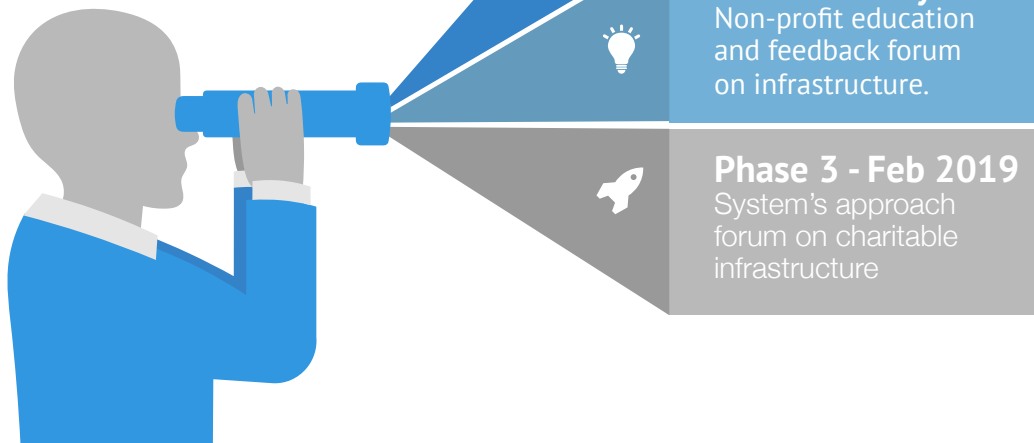 Non-profit education
and feedback forum
on infrastructure.
Phase 3 - Feb 2019
System’s approach
forum on charitable
infrastructure